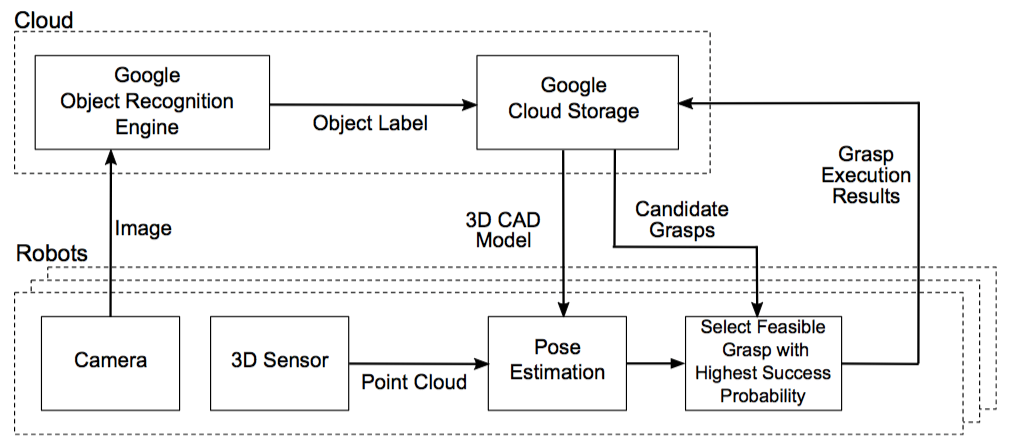 Cloud
Google
Object Recognition
Engine
Object Label
Google
Cloud Storage
Grasp
Execution
Results
Image
3D CAD
Model
Candidate
Grasps
Robots
Camera
3D Sensor
Point Cloud
Pose
Estimation
Select Feasible
Grasp with
Highest Success
Probability